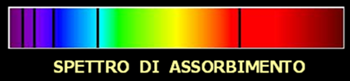 SPETTRO DI ASSORBIMENTO